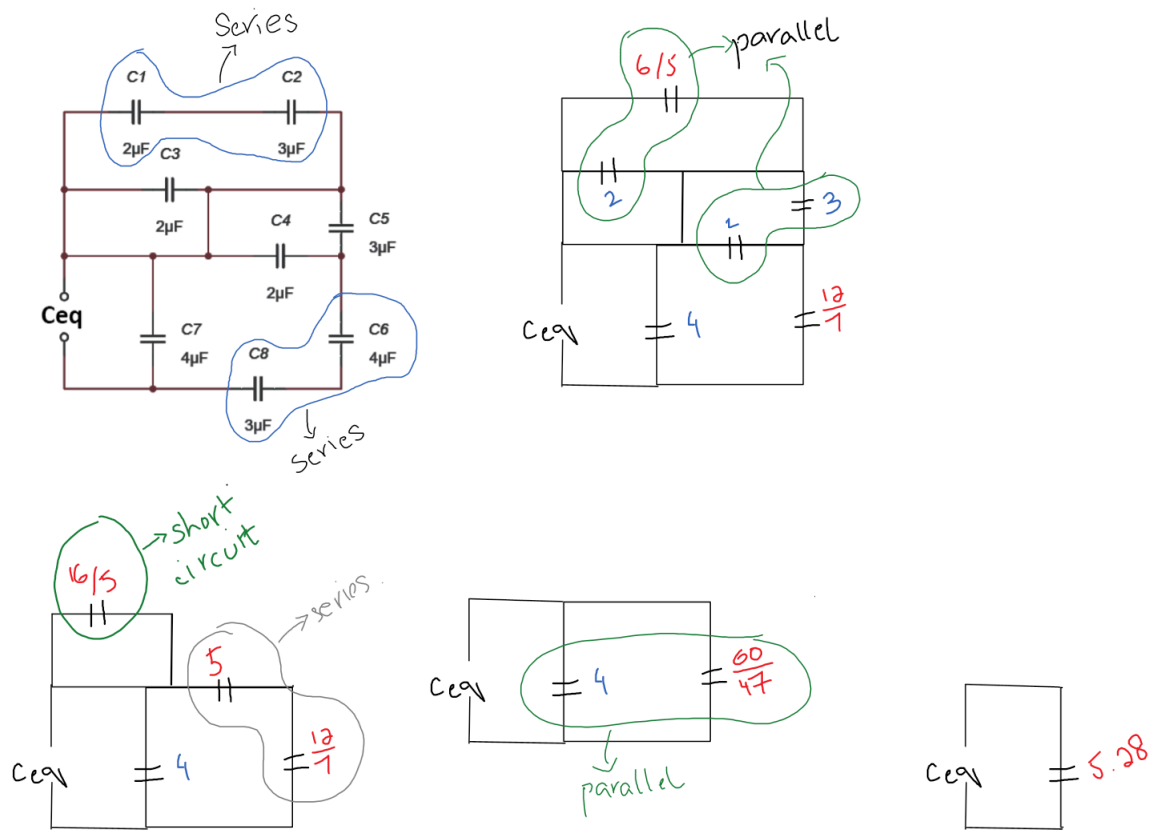 Series
C1
C2
2µF
3µF
C3
2µF
C4
2µF
C5
3µF
Ceq
C7
4µF
C6
4µF
C8
3µF
series
parallel
6/5
2
3
2
Ceq
4
12/7
short
circuit
16/5
series
5
Ceq
4
12/7
Ceq
4
60/47
parallel
Ceq
5.28